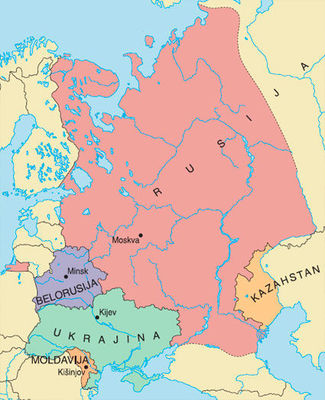 RUSIJA
Moskva
Minsk
BELORUSIJA
KAZAHSTAN
Kijev
UKRAJINA
MOLDAVIJA
Kišinjov